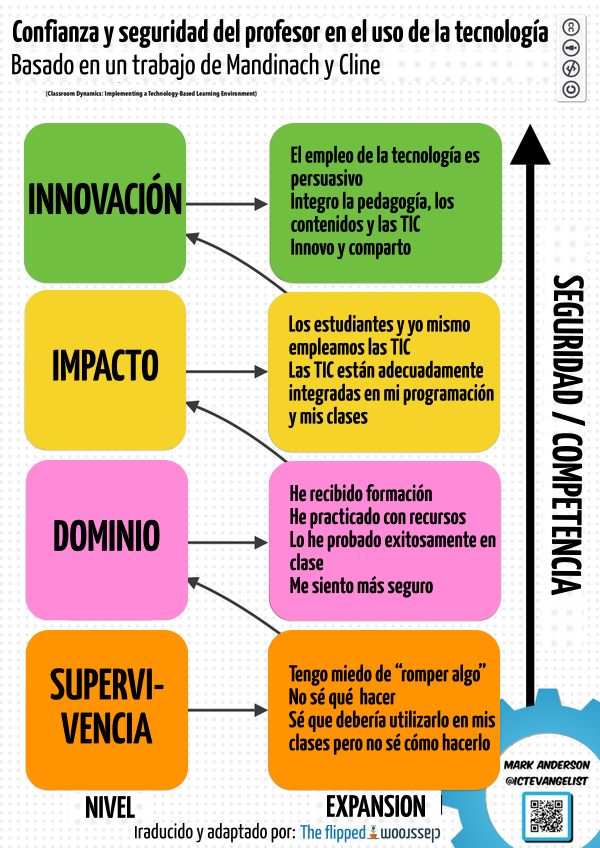 Confianza y seguridad del profesor en el uso de la tecnología
Basado en un trabajo de Mandinach y Cline
(Classroom Dynamics: Implementing a Technology-Based Learning Environment)
INNOVACIÓN
El empleo de la tecnología es
persuasivo
Integro la pedagogía, los
contenidos y las TIC
Innovo y comparto
IMPACTO
Los estudiantes y yo mismo
empleamos las TIC
Las TIC están adecuadamente
integradas en mi programación
y mis clases
DOMINIO
He recibido formación
He practicado con recursos
Lo he probado exitosamente en
clase
Me siento más seguro
SUPERVI-
VENCIA
Tengo miedo de “romper algo”
No sé qué hacer
Sé que debería utilizarlo en mis
clases pero no sé cómo hacerlo
SEGURIDAD / COMPETENCIA
NIVEL
EXPANSION
Traducido y adaptado por: The flipped classroom
MARK ANDERSON
@ICTEVANGELIST